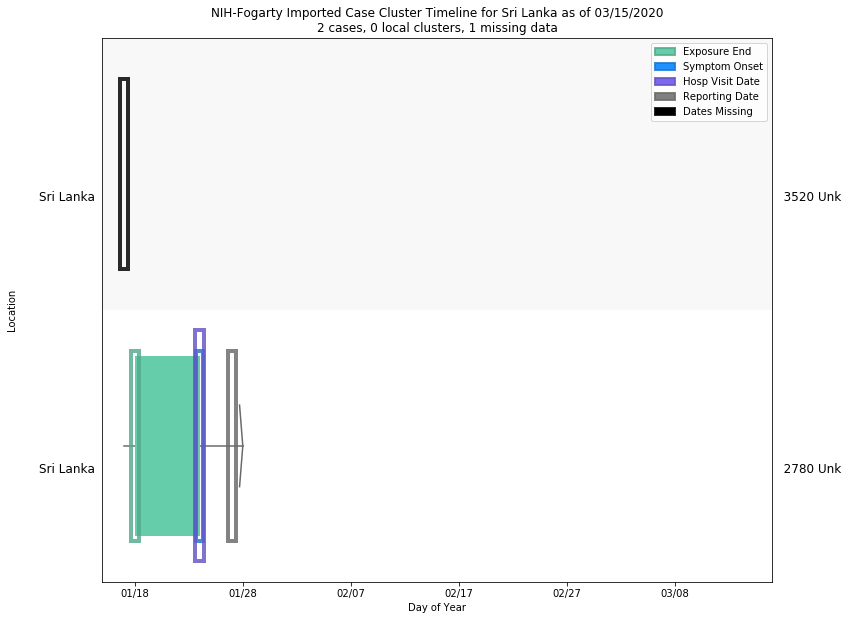 NIH-Fogarty Imported Case Cluster Timeline for Sri Lanka as of 03/15/2020
2 cases, 0 local clusters, 1 missing data
Exposure End
Symptom Onset
Hosp Visit Date
Reporting Date
Dates Missing
Sri Lanka
3520 Unk
Location
Sri Lanka
2780 Unk
01/18
01/28
02/07
02/17
02/27
03/08
Day of Year